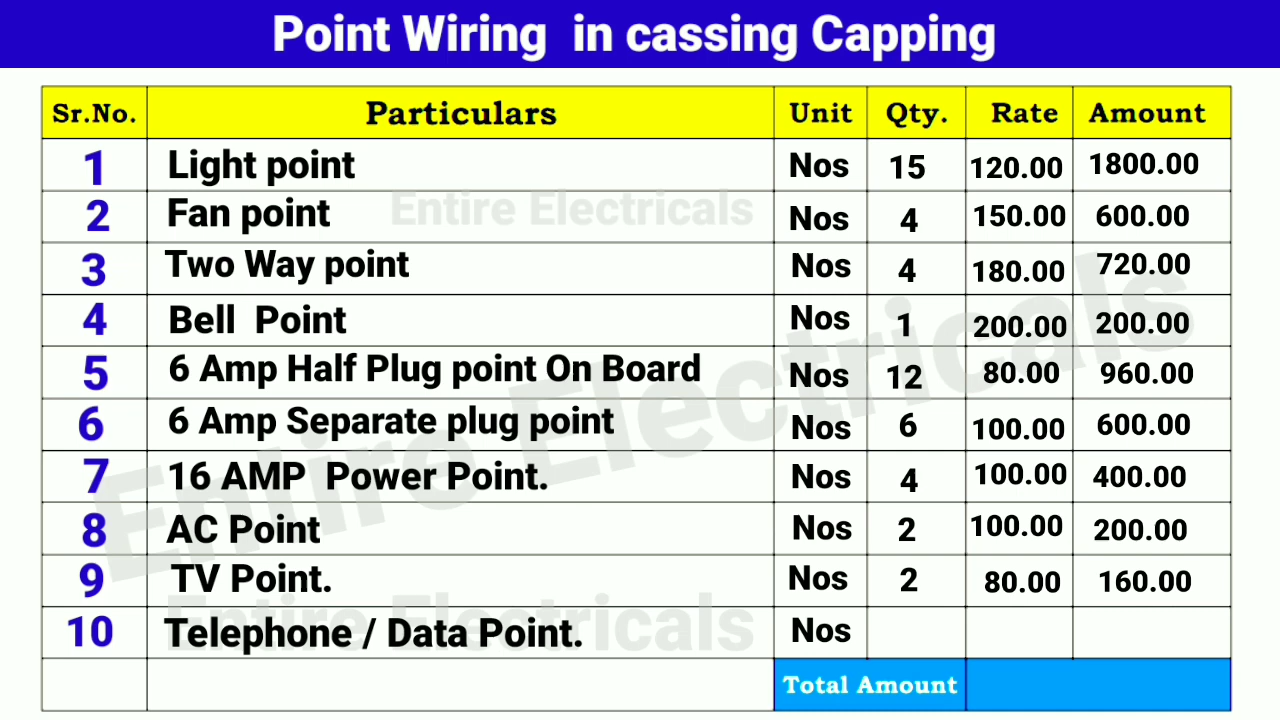 Point Wiring in cassing Capping
Sr.No. Particulars Unit Qty. Rate Amount
1 Light point Nos 15 120.00 1800.00
Entire Electricals
2 Fan point Nos 4 150.00 600.00
3 Two Way point Nos 4 180.00 720.00
4 Bell Point Nos 1 200.00 200.00
Entire Electricals
5 6 Amp Half Plug point On Board Nos 12 80.00 960.00
6 6 Amp Separate plug point Nos 6 100.00 600.00
7 16 AMP Power Point. Nos 4 100.00 400.00
8 AC Point Nos 2 100.00 200.00
9 TV Point. Nos 2 80.00 160.00
Entire Electricals
10 Telephone / Data Point. Nos
Total Amount